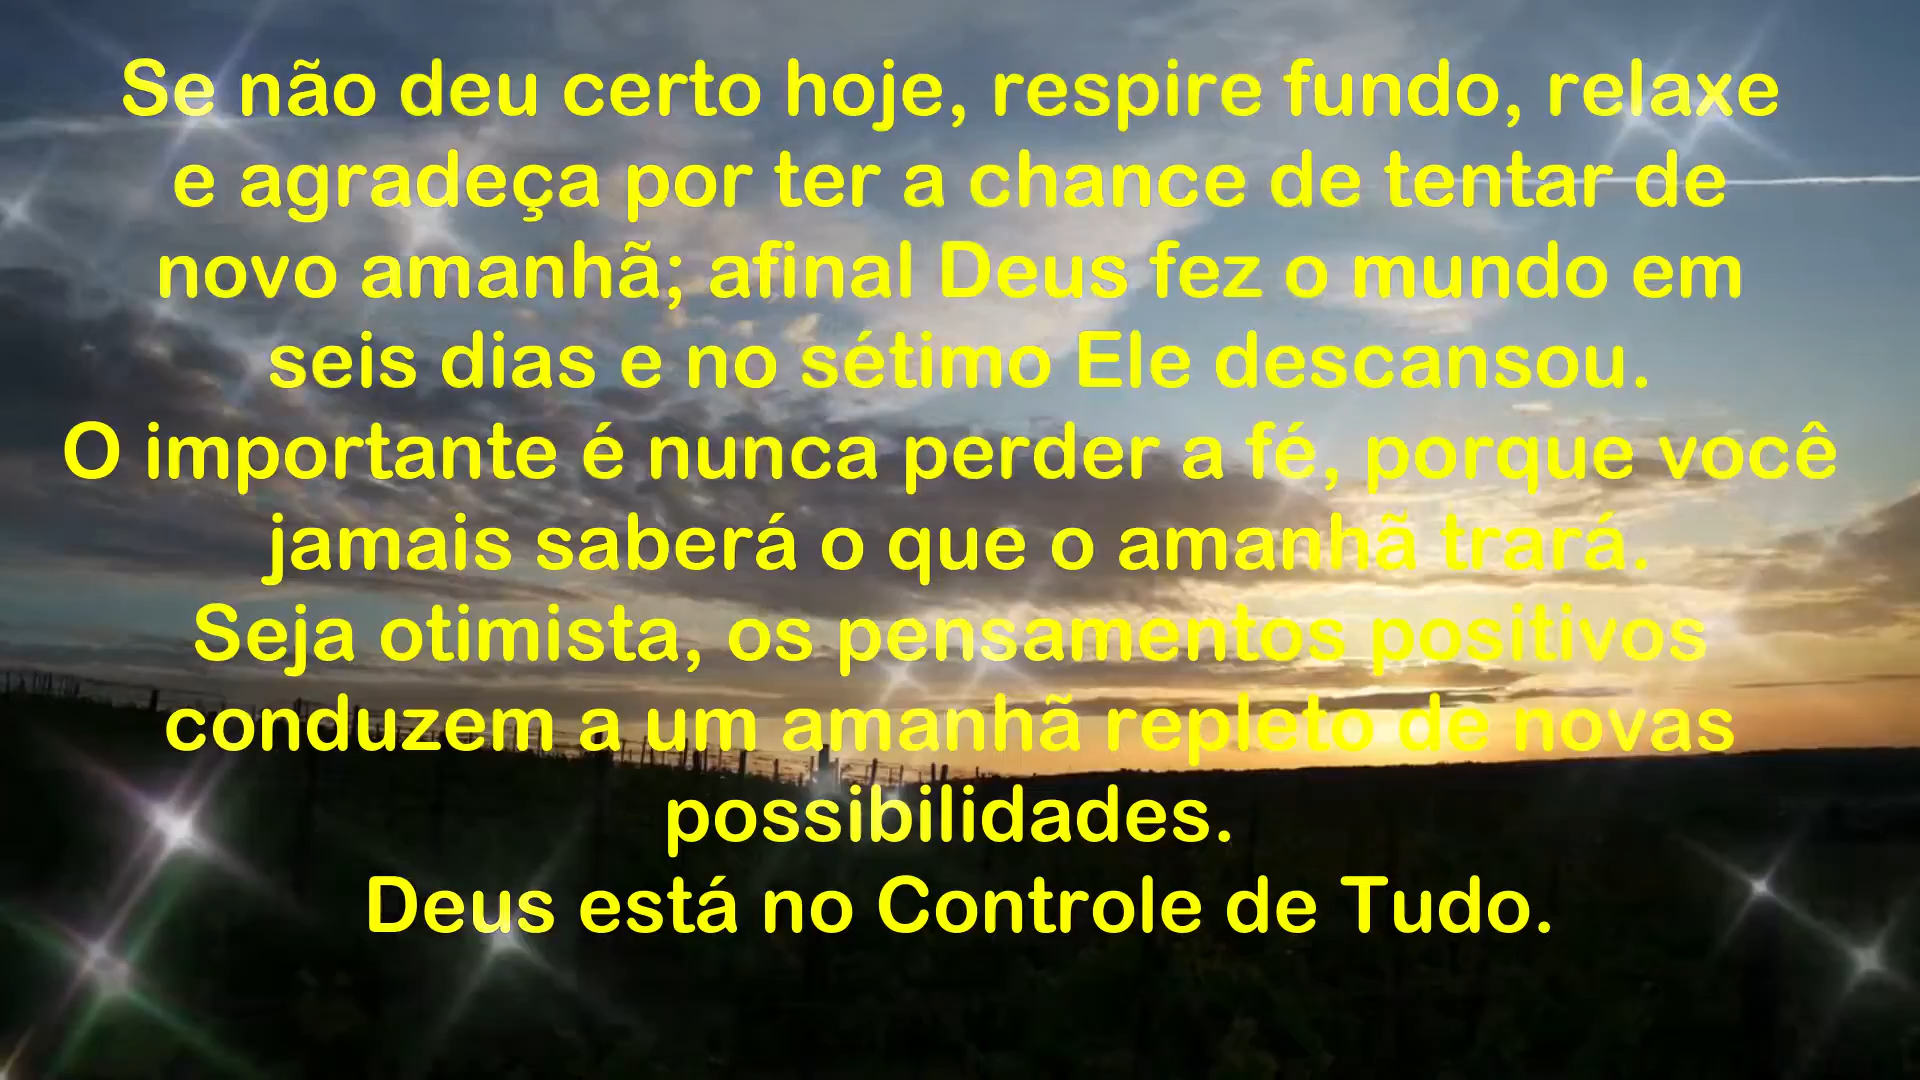 Se não deu certo hoje, respire fundo, relaxe
e agradeça por ter a chance de tentar de
novo amanhã; afinal Deus fez o mundo em
seis dias e no sétimo Ele descansou.
O importante é nunca perder a fé, porque você
jamais saberá o que o amanhã trará.
Seja otimista, os pensamentos positivos
conduzem a um amanhã repleto de novas
possibilidades.
Deus está no Controle de Tudo.